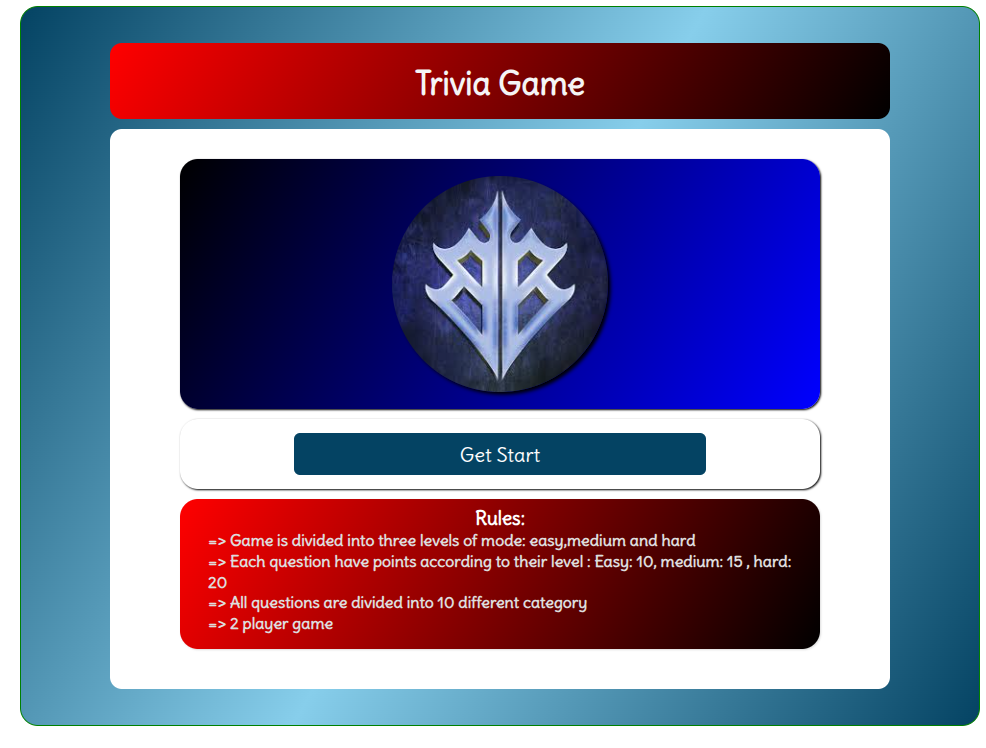 Trivia Game
Get Start
Rules:
=> Game is divided into three levels of mode: easy,medium and hard
=> Each question have points according to their level : Easy: 10, medium: 15 , hard:
20
=> All questions are divided into 10 different category
=> 2 player game